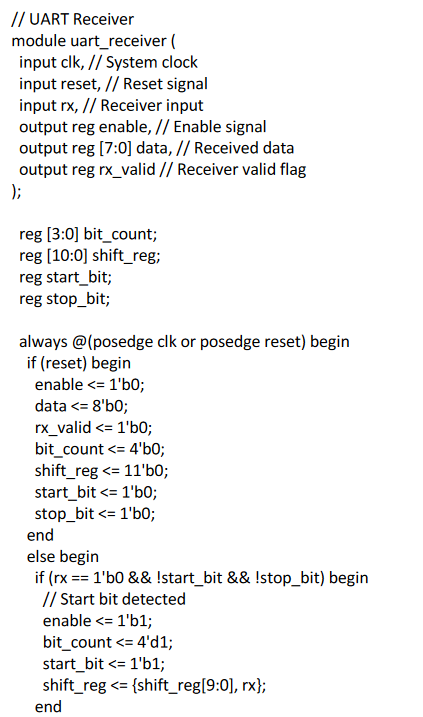 // UART Receiver
module uart_receiver (
input clk, // System clock
input reset, // Reset signal
input rx, // Receiver input
output reg enable, // Enable signal
output reg [7:0] data, // Received data
output reg rx_valid // Receiver valid flag
);
reg [3:0] bit_count;
reg [10:0] shift_reg;
reg start_bit;
reg stop_bit;
always @(posedge clk or posedge reset) begin
if (reset) begin
enable <= 1'b0;
data <= 8'b0;
rx_valid <= 1'b0;
bit_count <= 4'b0;
shift_reg <= 11'b0;
start_bit <= 1'b0;
stop_bit <= 1'b0;
end
else begin
if (rx == 1'b0 && !start_bit && !stop_bit) begin
// Start bit detected
enable <= 1'b1;
bit_count <= 4'd1;
start_bit <= 1'b1;
shift_reg <= {shift_reg[9:0], rx};
end